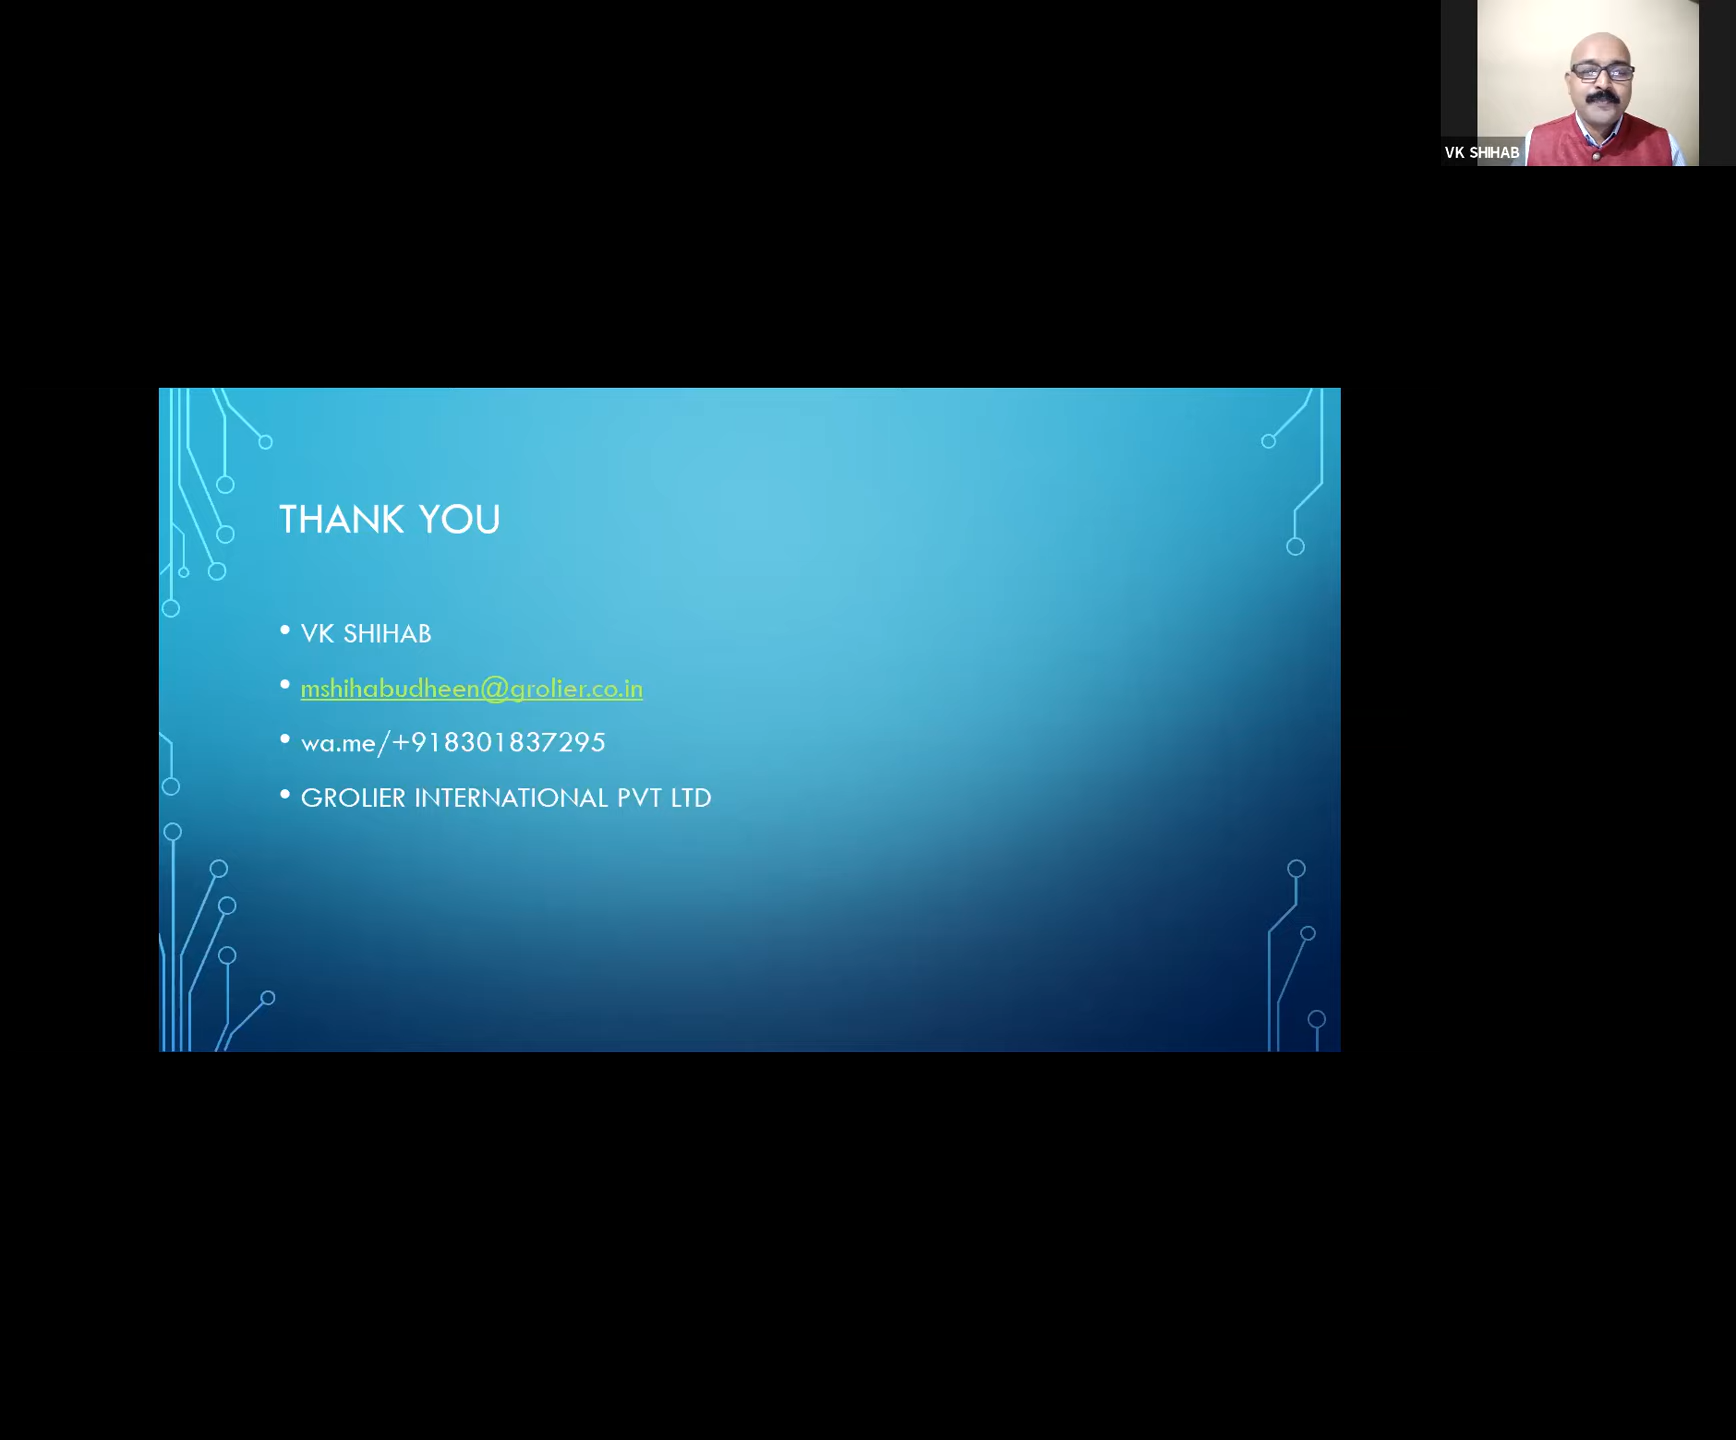 VK SHIHAB
THANK YOU
• VK SHIHAB
• mshihabudheen@grolier.co.in
• wa.me/+918301837295
• GROLIER INTERNATIONAL PVT LTD